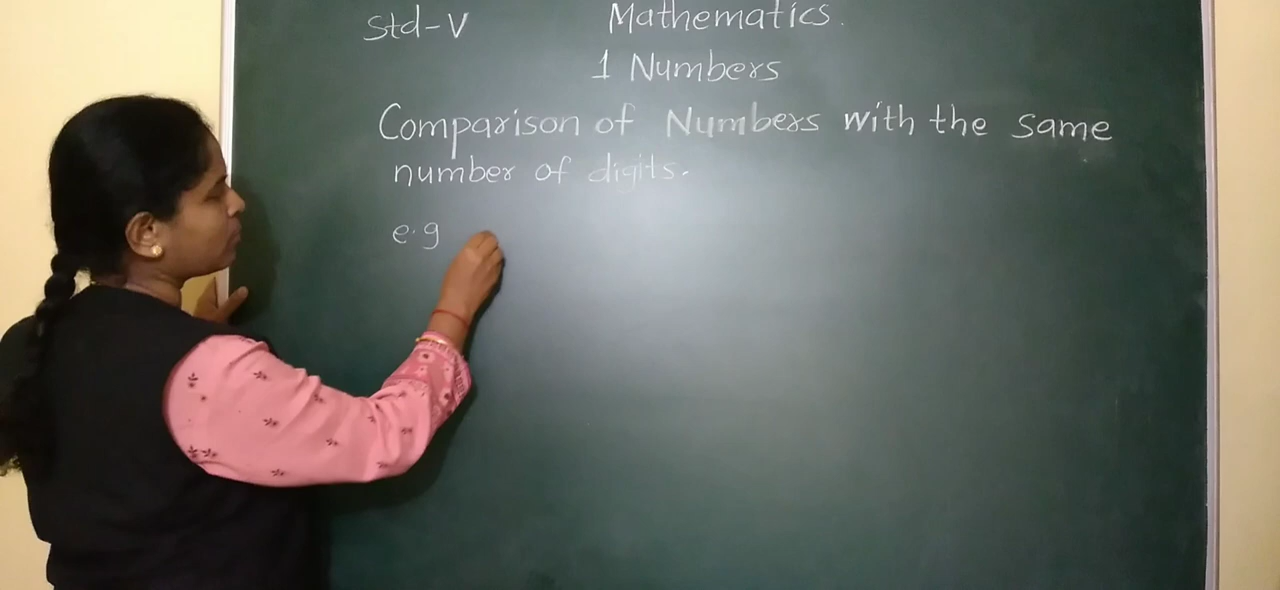 Std-V Mathematics.
1 Numbers
Comparison of Numbers with the same
number of digits.
e.g